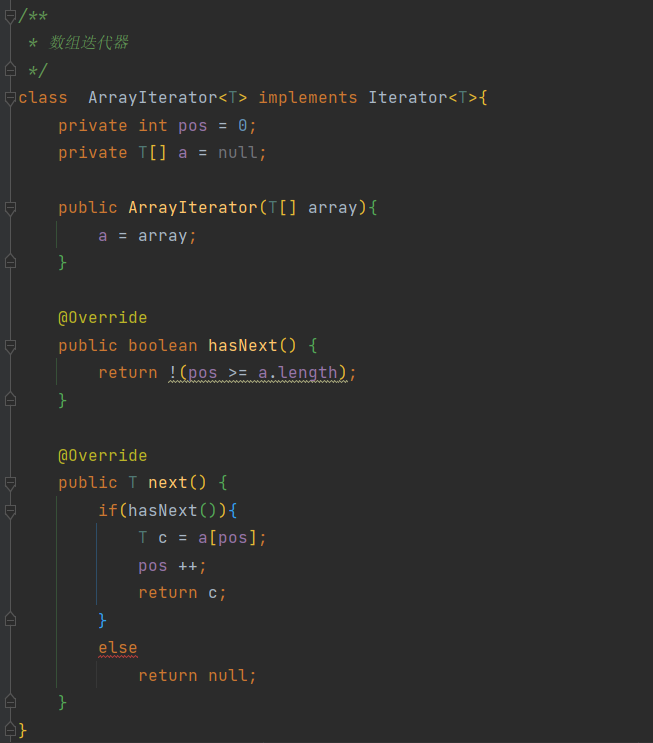 /**
 * 数组迭代器
 */
class  ArrayIterator<T> implements Iterator<T>{
    private int pos = 0;
    private T[] a = null;

    public ArrayIterator(T[] array){
        a = array;
    }

    @Override
    public boolean hasNext() {
        return !(pos >= a.length);
    }

    @Override
    public T next() {
        if(hasNext()){
            T c = a[pos];
            pos ++;
            return c;
        }
        else
            return null;
    }
}